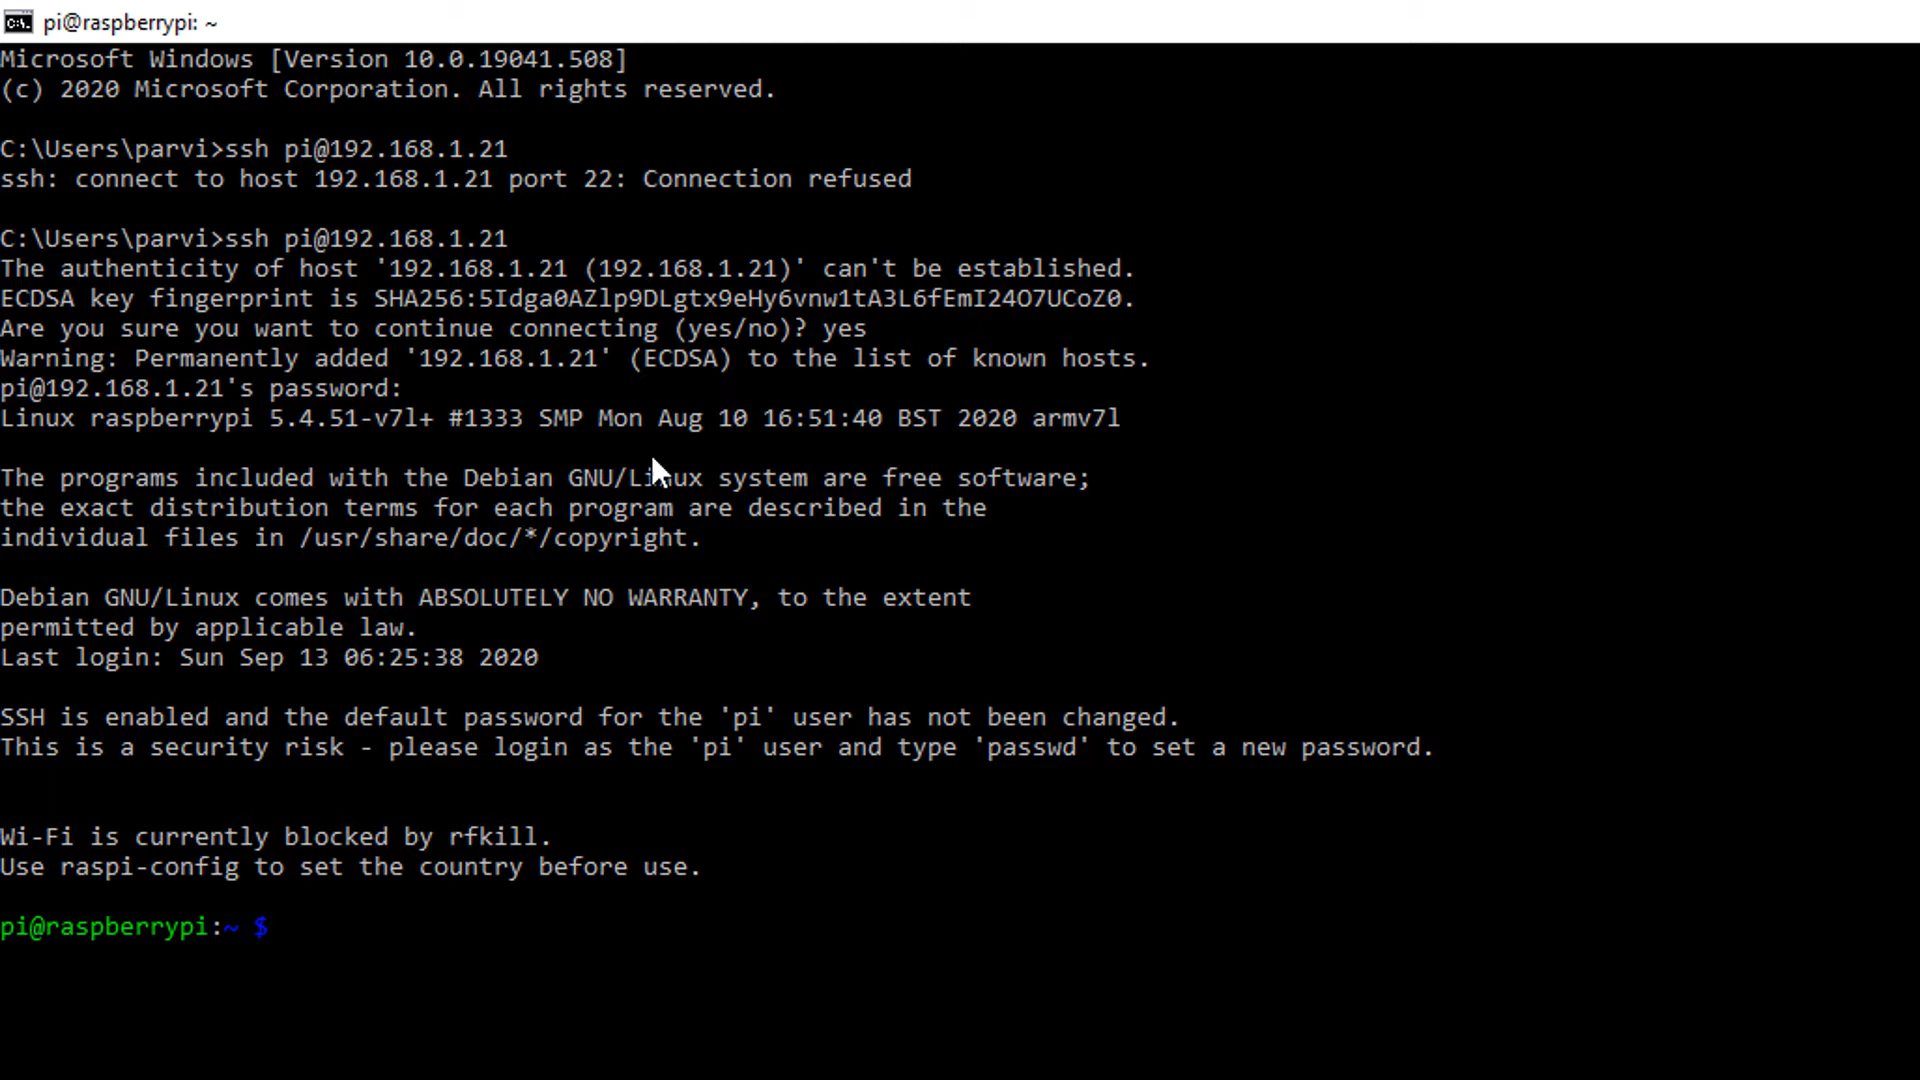 pi@raspberrypi: ~
Microsoft Windows [Version 10.0.19041.508]
(c) 2020 Microsoft Corporation. All rights reserved.
C:\Users\parvi>ssh pi@192.168.1.21
ssh: connect to host 192.168.1.21 port 22: Connection refused
C:\Users\parvi>ssh pi@192.168.1.21
The authenticity of host '192.168.1.21 (192.168.1.21)' can't be established.
ECDSA key fingerprint is SHA256:5Idga0AZlp9DLgtx9eHy6vnw1tA3L6fEmI24O7UCoZ0.
Are you sure you want to continue connecting (yes/no)? yes
Warning: Permanently added '192.168.1.21' (ECDSA) to the list of known hosts.
pi@192.168.1.21's password:
Linux raspberrypi 5.4.51-v7l+ #1333 SMP Mon Aug 10 16:51:40 BST 2020 armv7l
The programs included with the Debian GNU/Linux system are free software;
the exact distribution terms for each program are described in the
individual files in /usr/share/doc/*/copyright.
Debian GNU/Linux comes with ABSOLUTELY NO WARRANTY, to the extent
permitted by applicable law.
Last login: Sun Sep 13 06:25:38 2020
SSH is enabled and the default password for the 'pi' user has not been changed.
This is a security risk - please login as the 'pi' user and type 'passwd' to set a new password.
Wi-Fi is currently blocked by rfkill.
Use raspi-config to set the country before use.
pi@raspberrypi:~ $